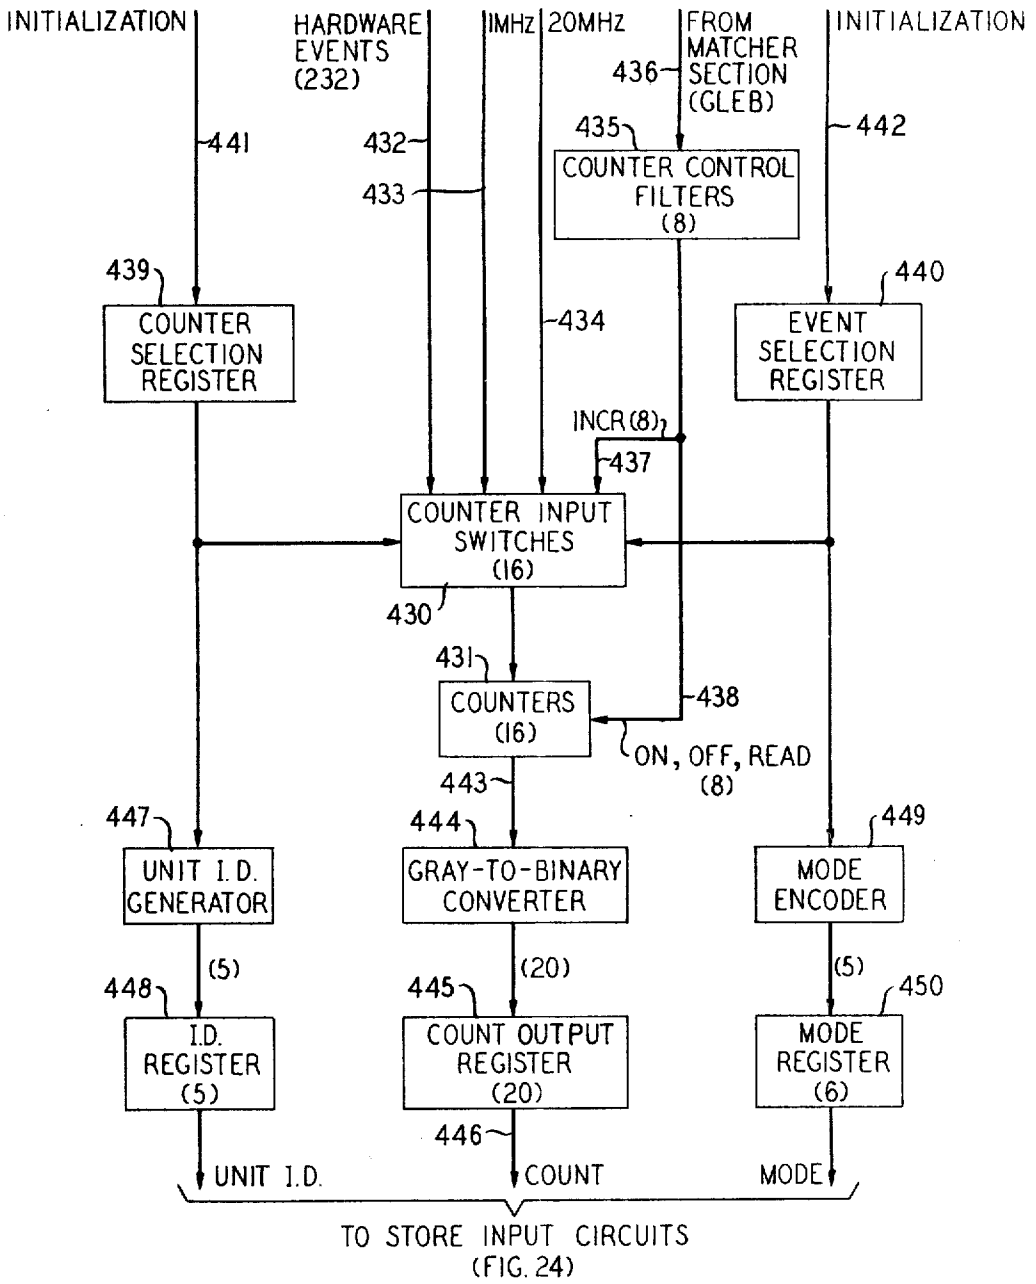 INITIALIZATION
HARDWARE
EVENTS
(232)
1MHz
20MHz
FROM
MATCHER
SECTION
(GLEB)
INITIALIZATION
436
441
432
433
435
442
COUNTER CONTROL
FILTERS
(8)
439
434
440
COUNTER
SELECTION
REGISTER
EVENT
SELECTION
REGISTER
INCR(8)
437
COUNTER INPUT
SWITCHES
(16)
430
431
COUNTERS
(16)
438
ON, OFF, READ
(8)
443
447
444
449
UNIT I.D.
GENERATOR
GRAY-TO-BINARY
CONVERTER
MODE
ENCODER
(5)
(20)
(5)
448
445
450
I.D.
REGISTER
(5)
COUNT OUTPUT
REGISTER
(20)
MODE
REGISTER
(6)
446
UNIT I.D.
COUNT
MODE
TO STORE INPUT CIRCUITS
(FIG. 24)